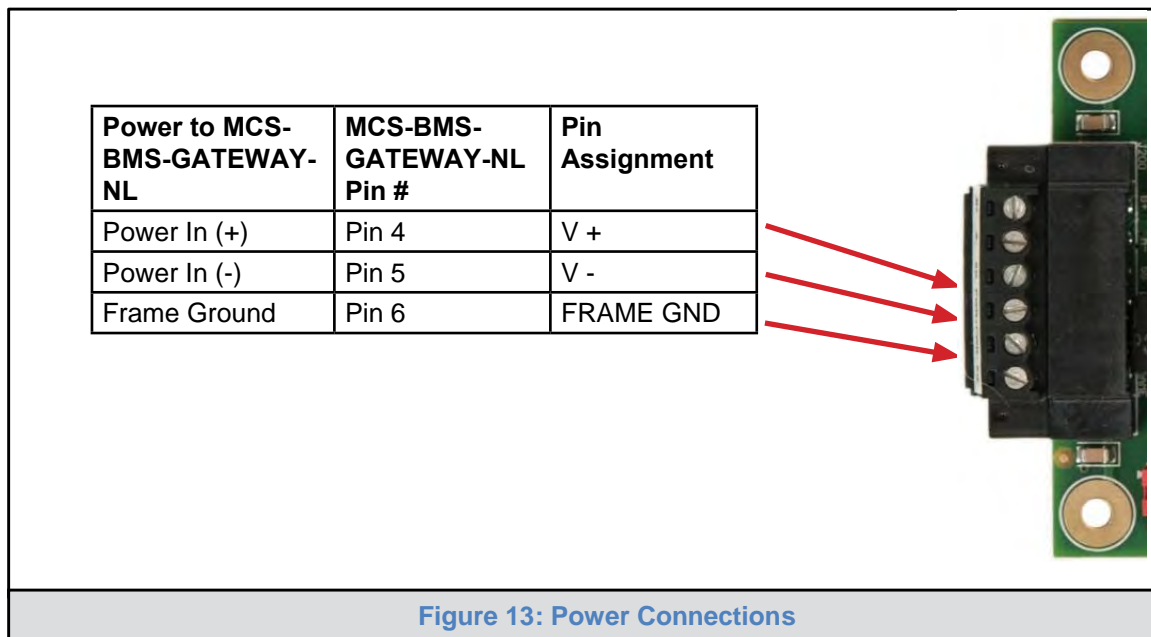 Power to MCS-
BMS-GATEWAY-
NL
MCS-BMS-
GATEWAY-NL
Pin #
Pin
Assignment
Power In (+) Pin 4 V +
Power In (-) Pin 5 V -
Frame Ground Pin 6 FRAME GND
Figure 13: Power Connections